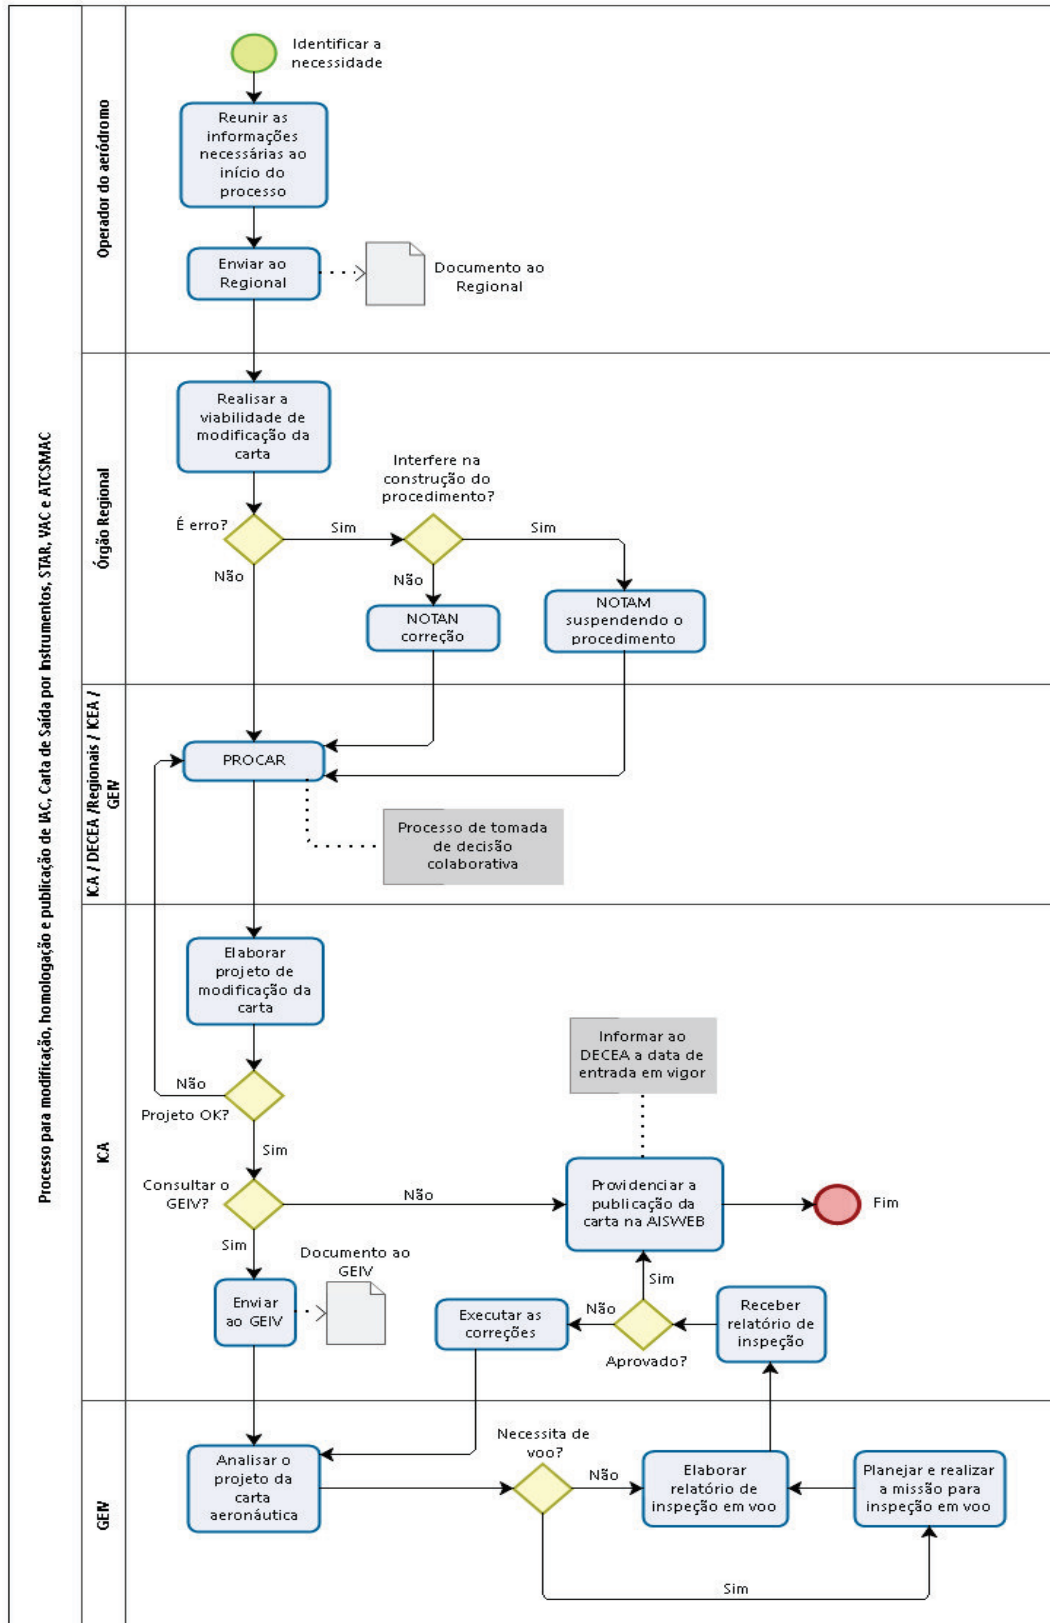 Processo para modificação, homologação e publicação de IAC, Carta de Saída por Instrumentos, STAR, VAC e ATCSMAC
Operador do aeródromo
Identificar a
necessidade
Reunir as
informações
necessárias ao
início do
processo
Enviar ao
Regional
Documento ao
Regional
Órgão Regional
Realisar a
viabilidade de
modificação da
carta
Interfere na
construção do
procedimento?
É erro?
Sim
Sim
Não
Não
NOTAN
correção
NOTAM
suspendendo o
procedimento
ICA / DECEA /Regionais / ICEA /
GEIV
PROCAR
Processo de tomada
de decisão
colaborativa
ICA
Elaborar
projeto de
modificação da
carta
Informar ao
DECEA a data de
entrada em vigor
Não
Projeto OK?
Sim
Consultar o
GEIV?
Não
Providenciar a
publicação da
carta na AISWEB
Fim
Sim
Documento ao
GEIV
Enviar
ao GEIV
Executar as
correções
Não
Sim
Aprovado?
Receber
relatório de
inspeção
GEIV
Analisar o
projeto da
carta
aeronáutica
Necessita de
voo?
Não
Elaborar
relatório de
inspeção em voo
Planejar e realizar
a missão para
inspeção em voo
Sim